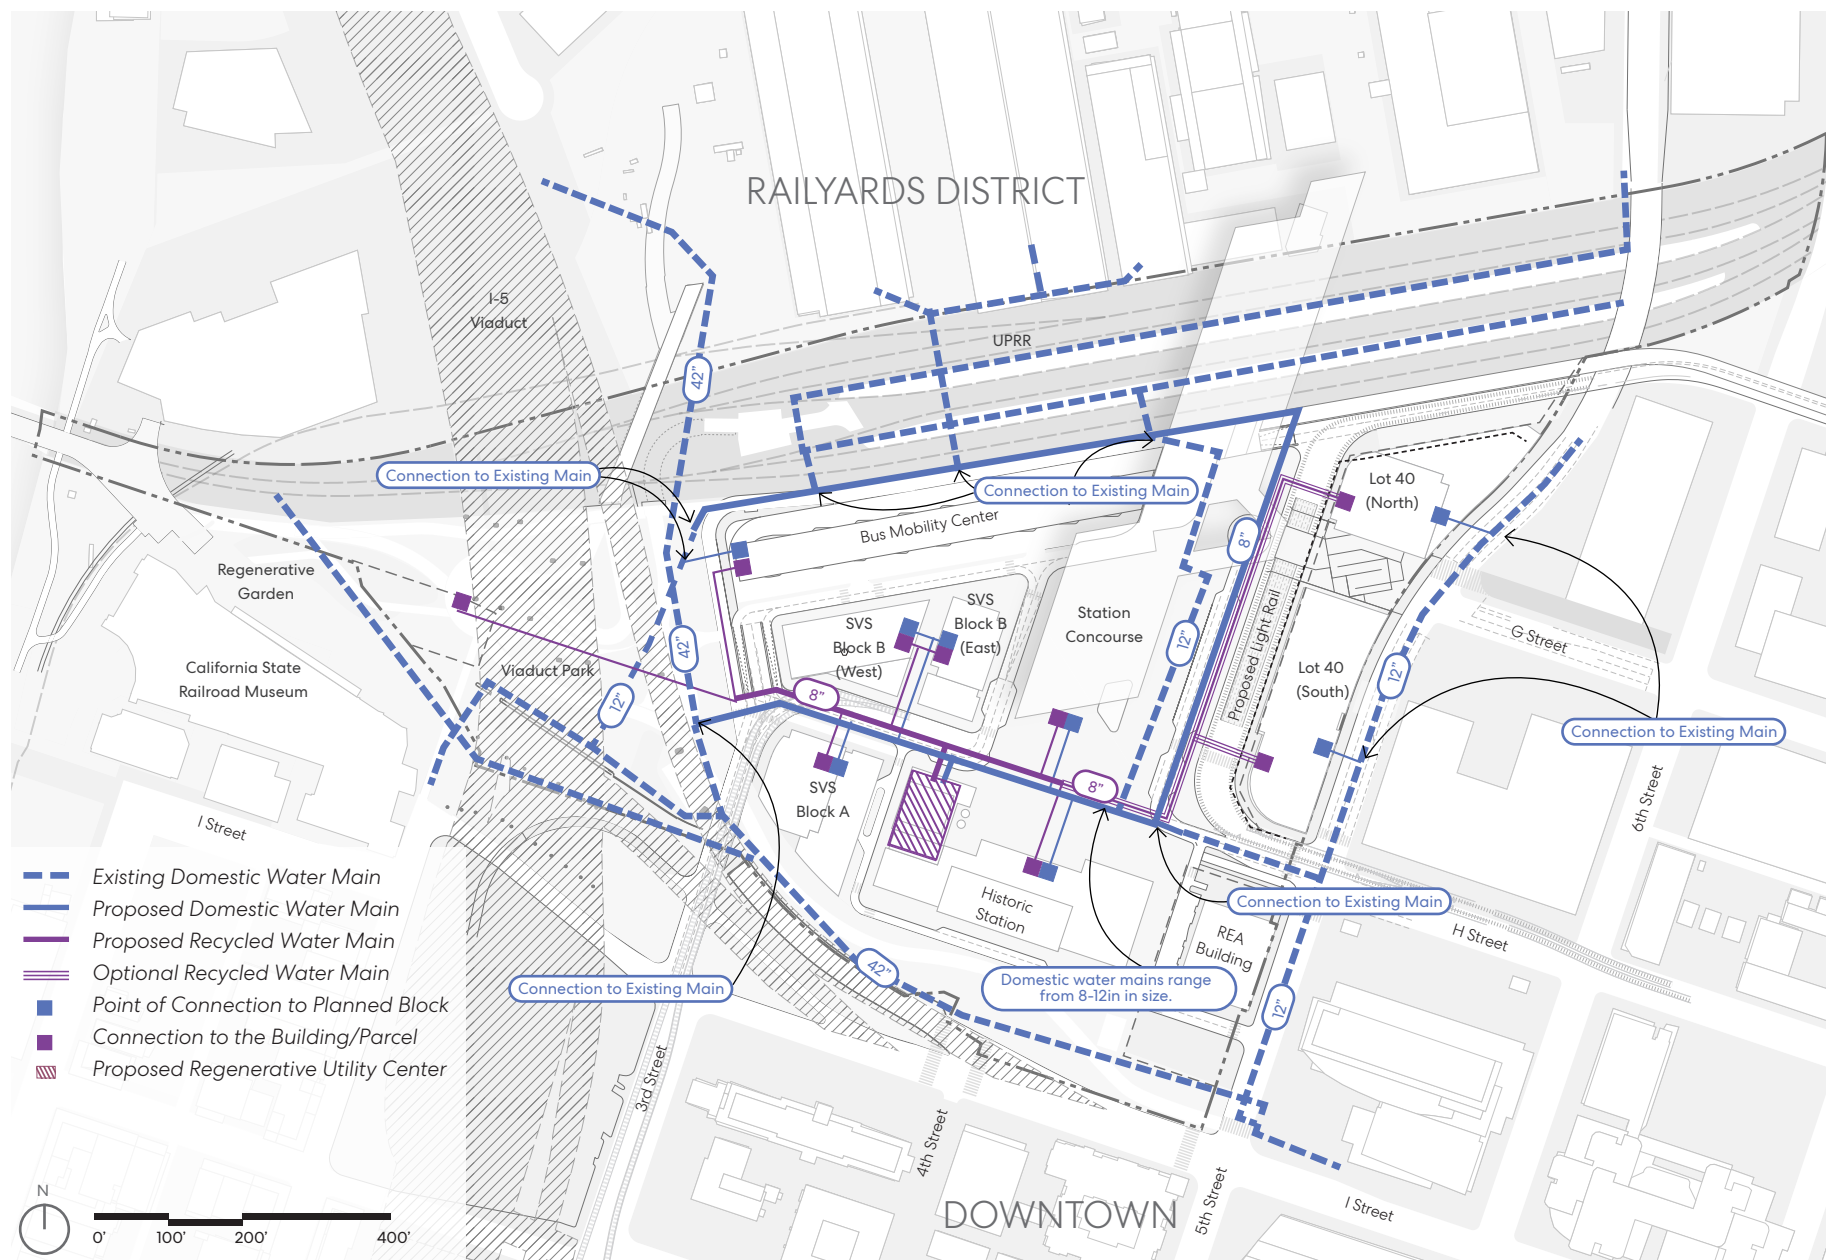 RAILYARDS DISTRICT
I-5
Viaduct
UPRR
42"
Connection to Existing Main
Connection to Existing Main
Lot 40
(North)
Bus Mobility Center
8"
Regenerative
Garden
SVS
Block B
(West)
SVS
Block B
(East)
Station
Concourse
Proposed Light Rail
G Street
California State
Railroad Museum
Viaduct Park
42"
12"
12"
12"
Lot 40
(South)
8"
Connection to Existing Main
8"
SVS
Block A
6th Street
I Street
Historic
Station
Connection to Existing Main
REA
Building
H Street
42"
Connection to Existing Main
Domestic water mains range
from 8-12in in size.
12"
3rd Street
4th Street
5th Street
I Street
DOWNTOWN
Existing Domestic Water Main
Proposed Domestic Water Main
Proposed Recycled Water Main
Optional Recycled Water Main
Point of Connection to Planned Block
Connection to the Building/Parcel
Proposed Regenerative Utility Center
N
0' 100' 200' 400'